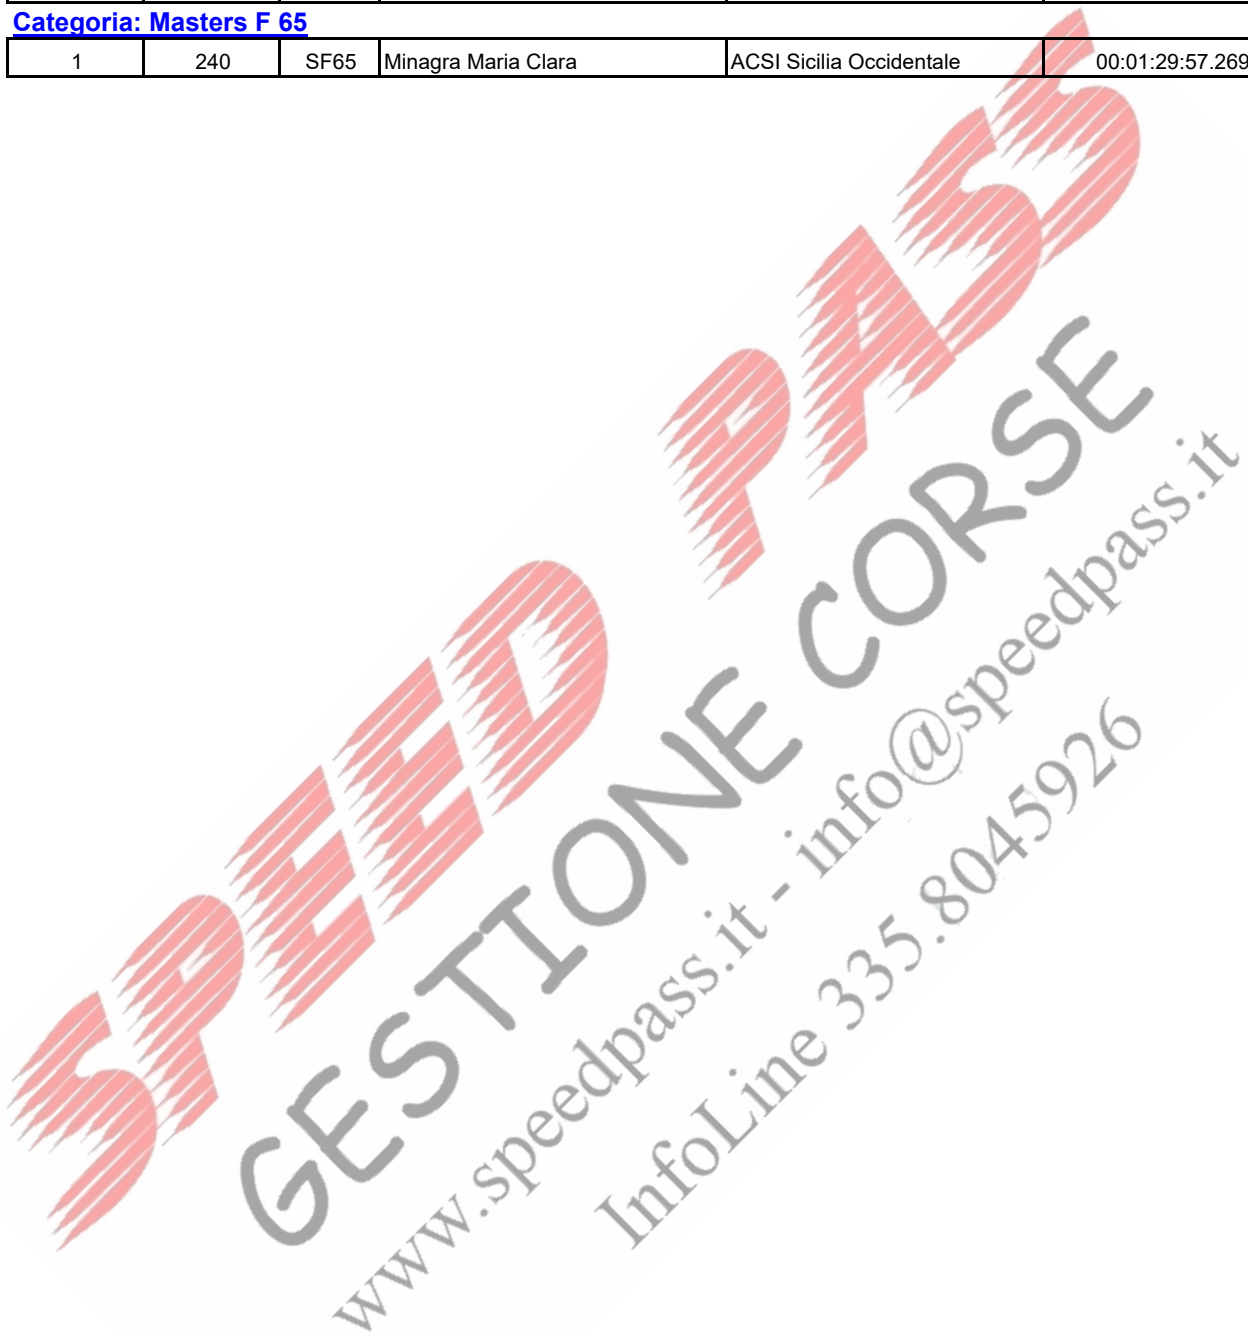 Categoria: Masters F 65
1 240 SF65 Minagra Maria Clara ACSI Sicilia Occidentale 00:01:29:57.269
SPEED PASS
GESTIONE CORSE
www.speedpass.it - info@speedpass.it
InfoLine 335.8045926